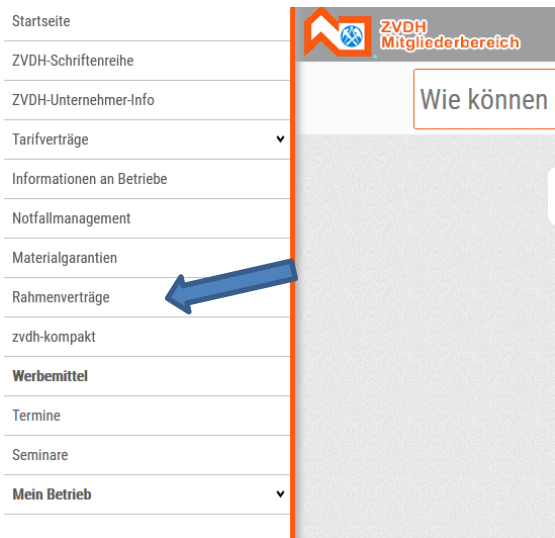 Startseite
ZVDH-Schriftenreihe
ZVDH-Unternehmer-Info
Tarifverträge
Informationen an Betriebe
Notfallmanagement
Materialgarantien
Rahmenverträge
zvdh-kompakt
Werbemittel
Termine
Seminare
Mein Betrieb
ZVDH
Mitgliederbereich
Wie können